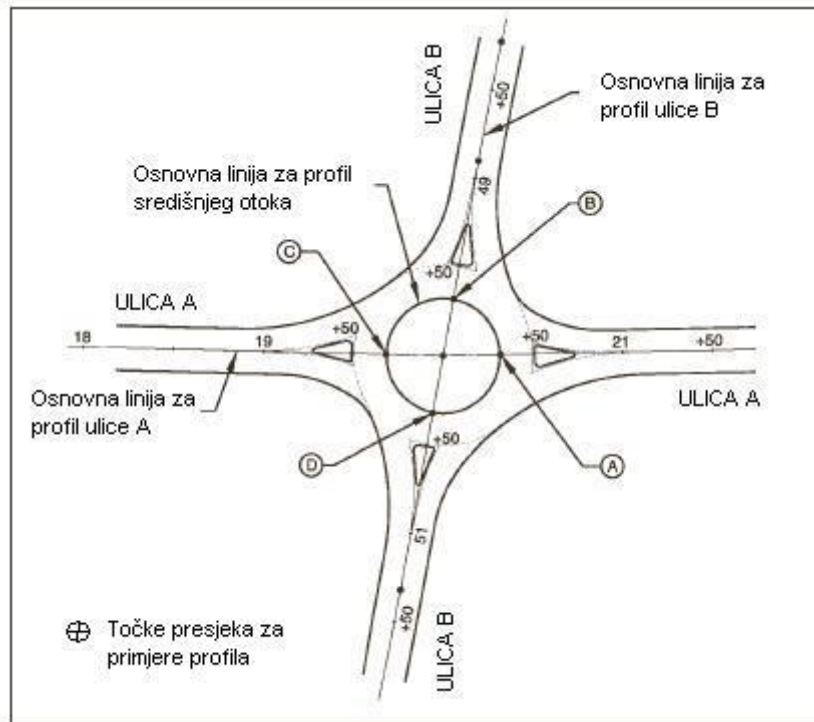 ULICA B
+50
Osnovna linija za
profil ulice B
Osnovna linija za profil
središnjeg otoka
49
B
C
+50
ULICA A
+50
+50
18
19
21
+50
Osnovna linija za
profil ulice A
ULICA A
+50
D
A
51
+50
ULICA B
Točke presjeka za
primjere profila